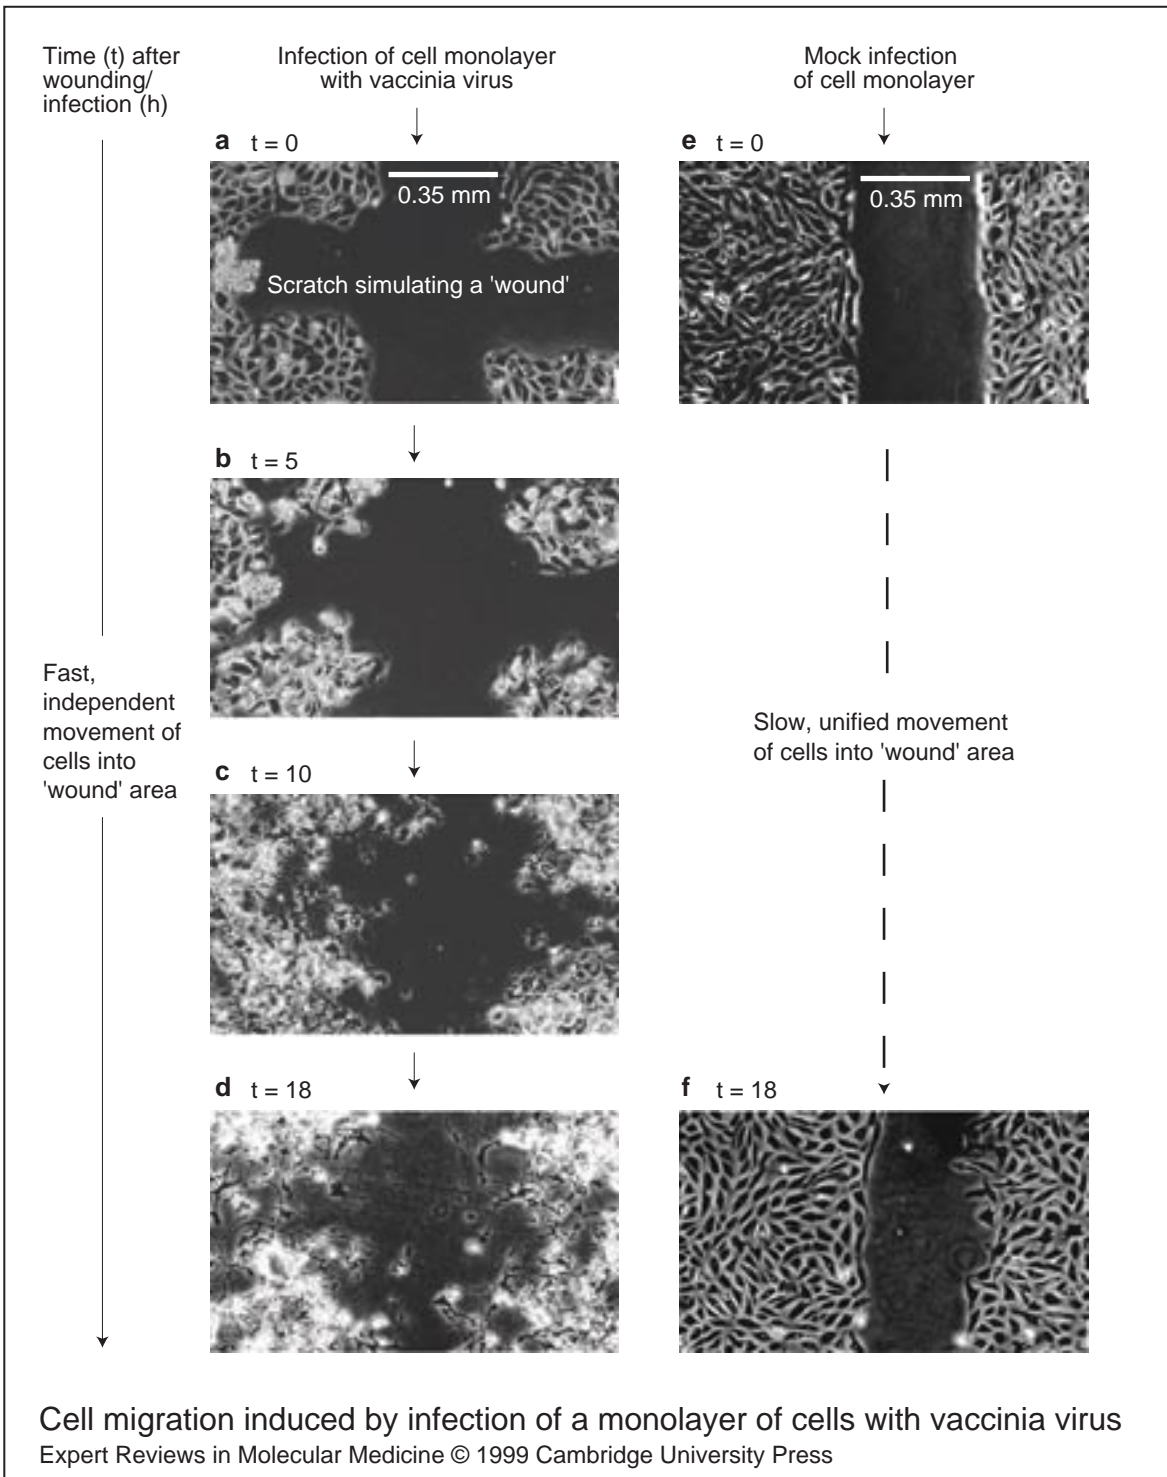 Time (t) after
wounding/
infection (h)
Infection of cell monolayer
with vaccinia virus
Mock infection
of cell monolayer
a t = 0
0.35 mm
Scratch simulating a 'wound'
e t = 0
0.35 mm
b t = 5
Fast,
independent
movement of
cells into
'wound' area
Slow, unified movement
of cells into 'wound' area
c t = 10
d t = 18
f t = 18
Cell migration induced by infection of a monolayer of cells with vaccinia virus
Expert Reviews in Molecular Medicine © 1999 Cambridge University Press